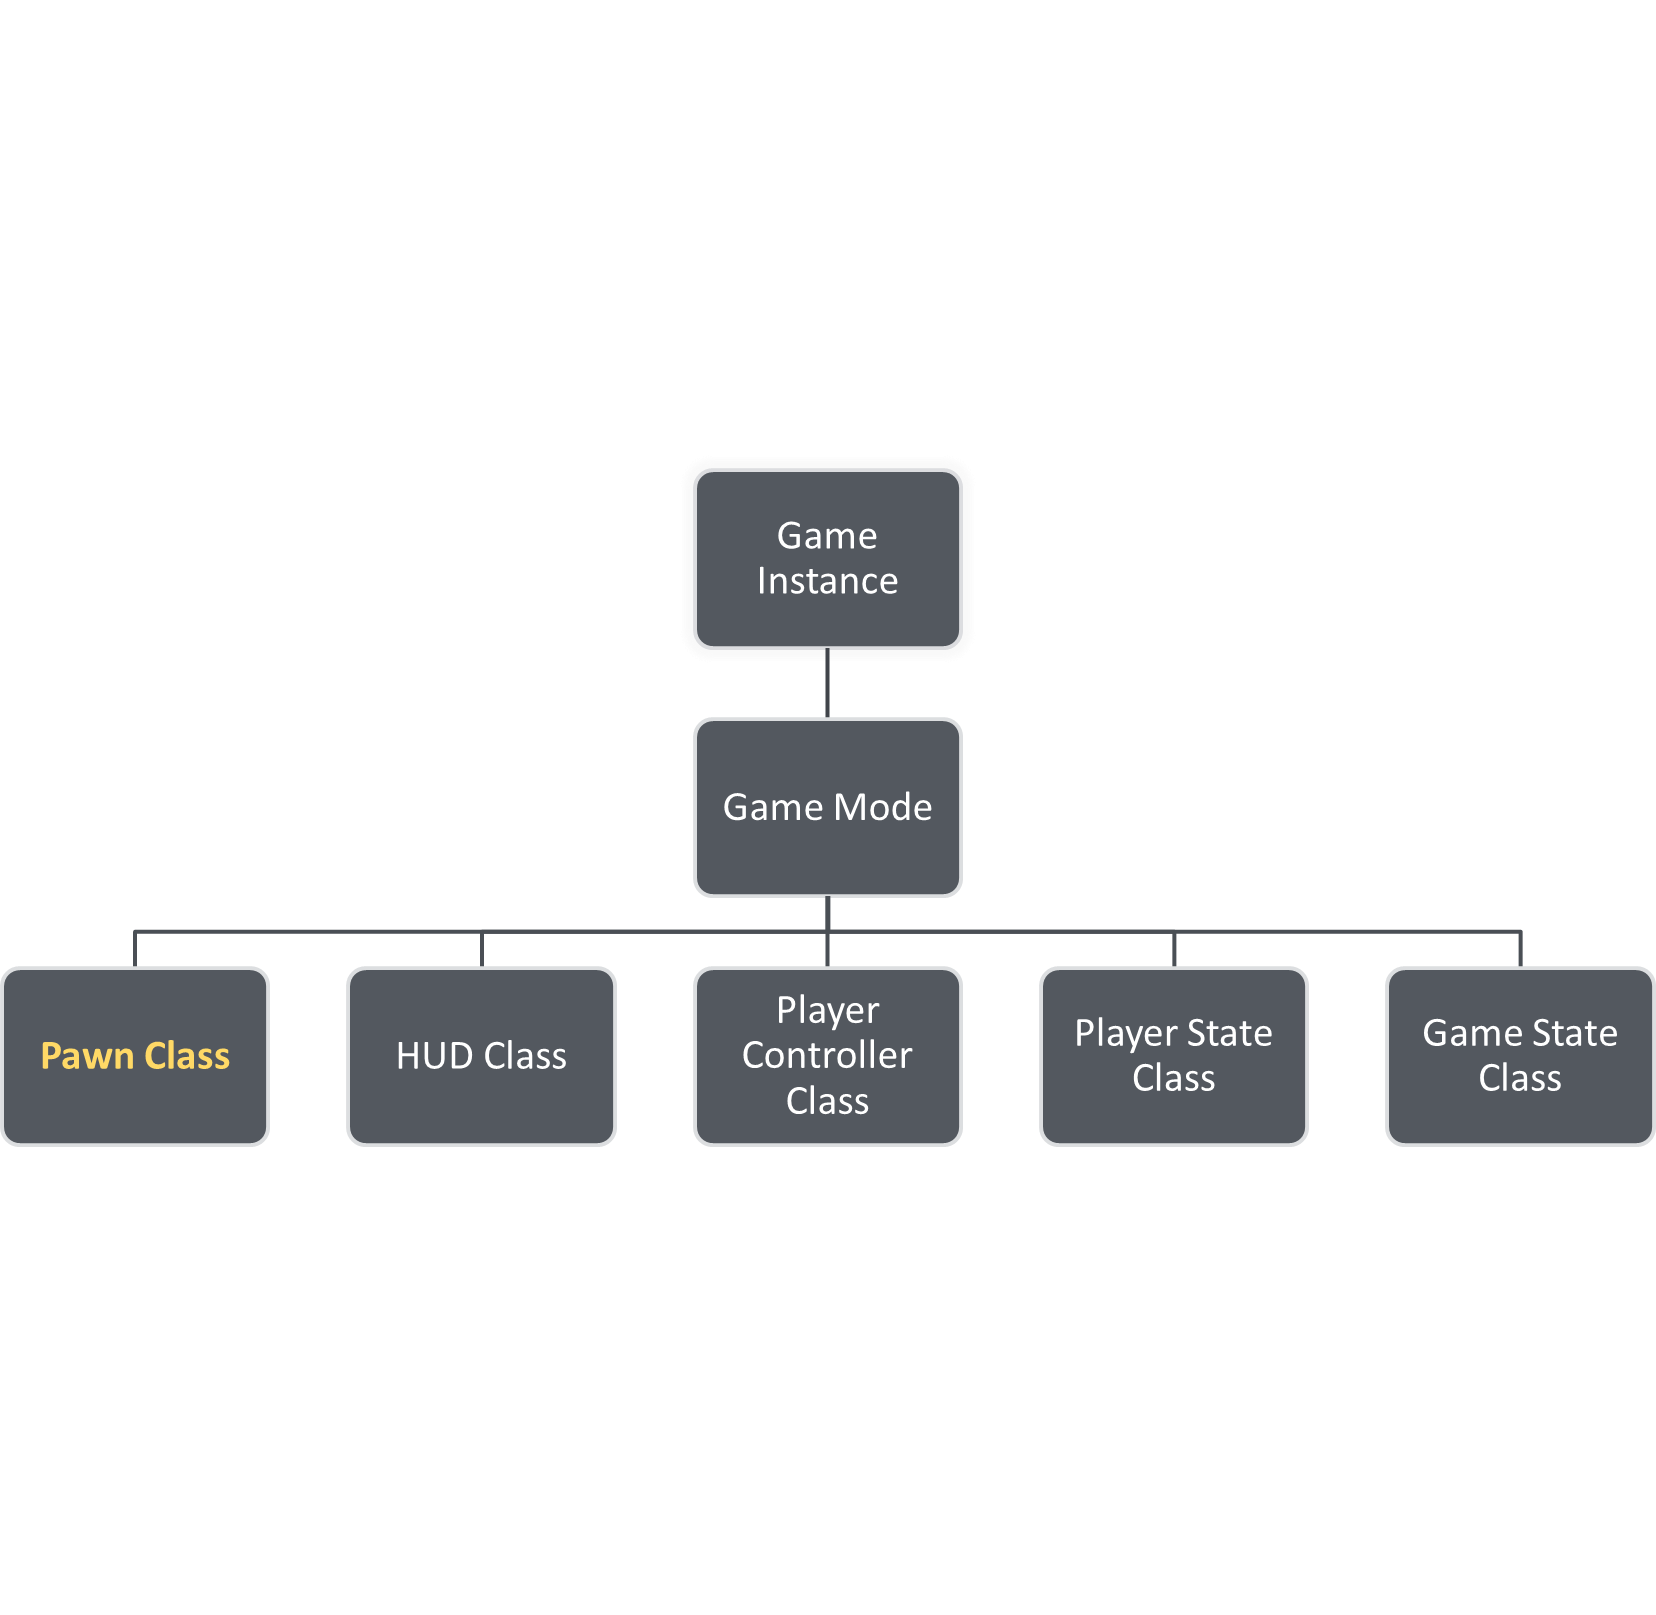 Game
Instance
Game Mode
Pawn Class
HUD Class
Player
Controller
Class
Player State
Class
Game State
Class